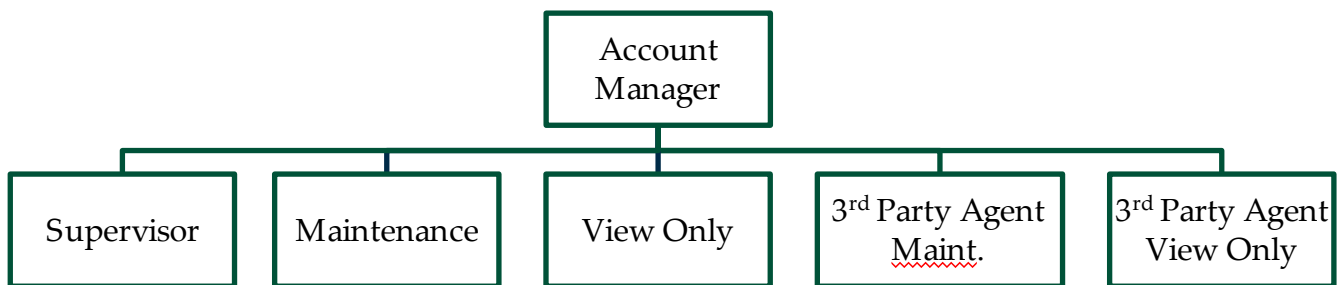 Account
Manager
Supervisor
Maintenance
View Only
3rd Party Agent
Maint.
3rd Party Agent
View Only